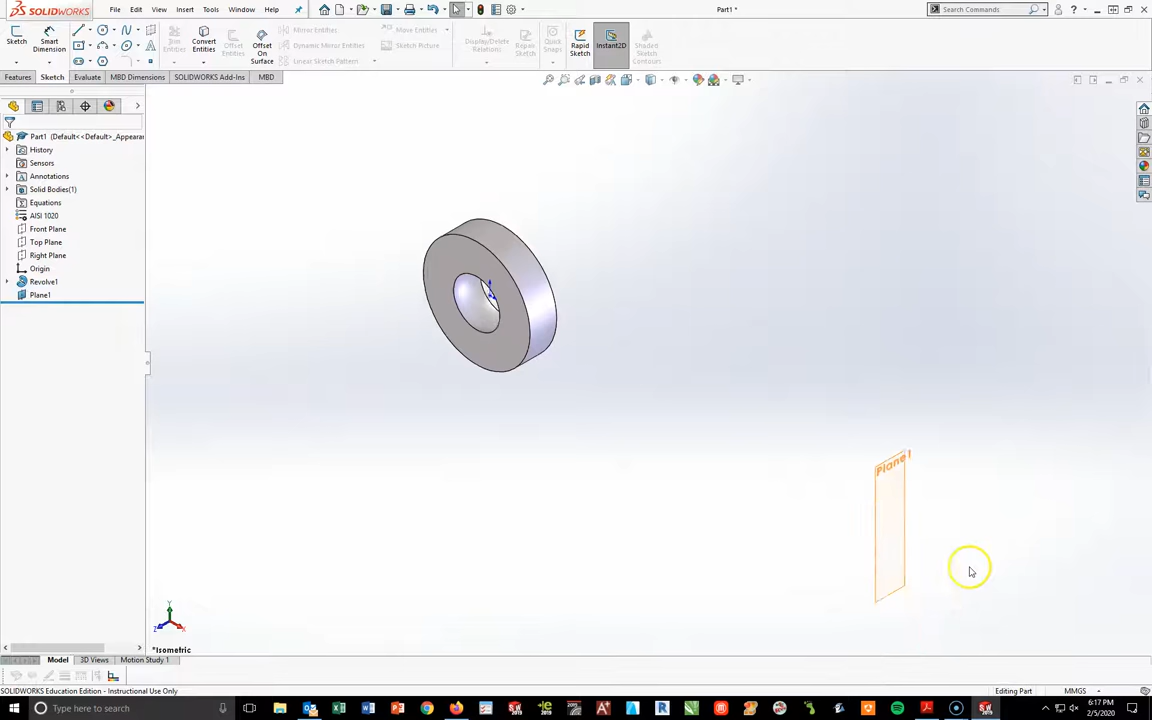 SOLIDWORKS
File
Edit
View
Insert
Tools
Window
Help
Part1 *
Search Commands
Sketch
Smart Dimension
Trim Entities
Convert Entities
Offset Entities
Offset On Surface
Mirror Entities
Dynamic Mirror Entities
Linear Sketch Pattern
Move Entities
Sketch Picture
Display/Delete Relations
Repair Sketch
Quick Snaps
Rapid Sketch
Instant2D
Shaded Sketch Contours
Features
Sketch
Evaluate
MBD Dimensions
SOLIDWORKS Add-Ins
MBD
Part1 (Default<<Default>_Appearan
History
Sensors
Annotations
Solid Bodies(1)
Equations
AISI 1020
Front Plane
Top Plane
Right Plane
Origin
Revolve1
Plane1
Plane1
Y
Z
X
*Isometric
Model
3D Views
Motion Study 1
SOLIDWORKS Education Edition - Instructional Use Only
Editing Part
MMGS
Type here to search
6:17 PM
2/5/2020